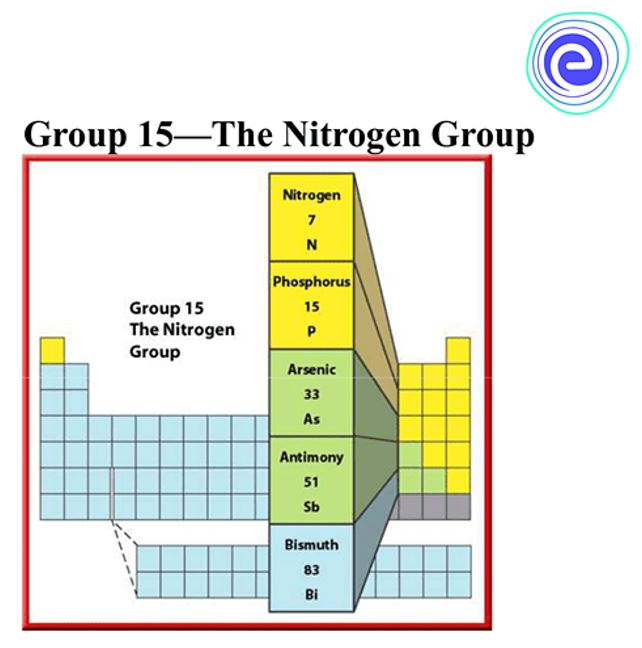 Group 15—The Nitrogen Group
Nitrogen
7
N
Phosphorus
15
P
Group 15
The Nitrogen
Group
Arsenic
33
As
Antimony
51
Sb
Bismuth
83
Bi